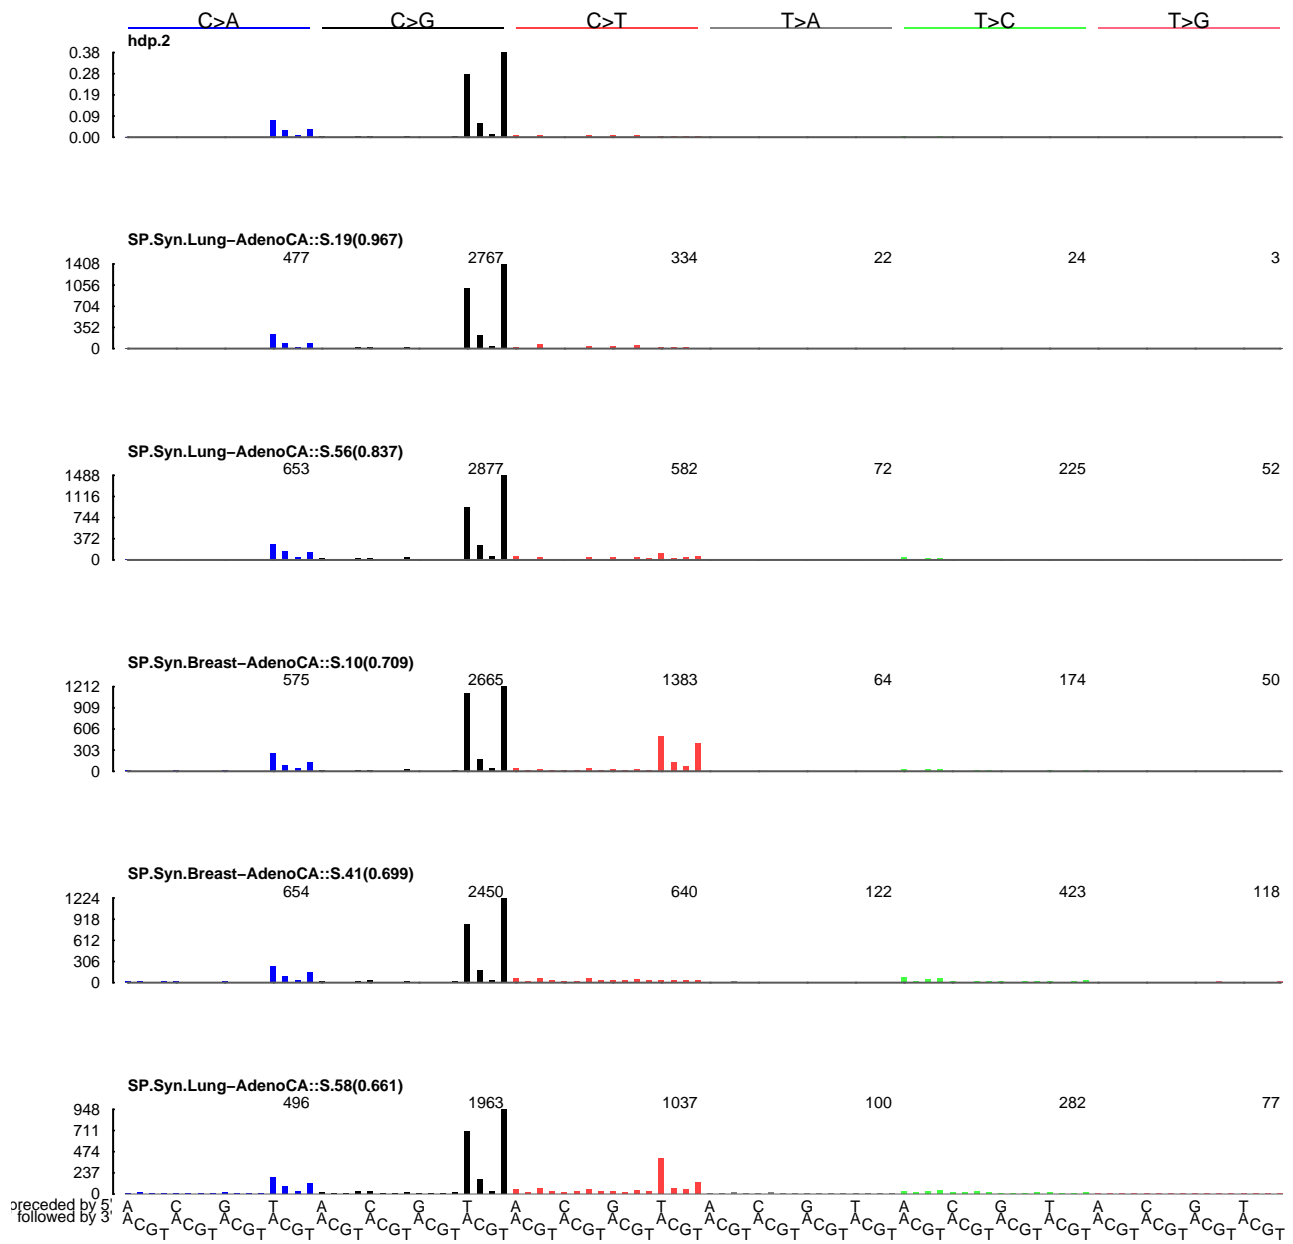 C>A C>G C>T T>A T>C T>G
hdp.2
0.38
0.28
0.19
0.09
0.00
SP.Syn.Lung−AdenoCA::S.19(0.967)
477 2767 334 22 24 3
1408
1056
704
352
0
SP.Syn.Lung−AdenoCA::S.56(0.837)
653 2877 582 72 225 52
1488
1116
744
372
0
SP.Syn.Breast−AdenoCA::S.10(0.709)
575 2665 1383 64 174 50
1212
909
606
303
0
SP.Syn.Breast−AdenoCA::S.41(0.699)
654 2450 640 122 423 118
1224
918
612
306
0
SP.Syn.Lung−AdenoCA::S.58(0.661)
496 1963 1037 100 282 77
948
711
474
237
0
preceded by 5' A C G T A C G T A C G T A C G T A C G T A C G T
followed by 3' A C G T A C G T A C G T A C G T A C G T A C G T A C G T A C G T A C G T A C G T A C G T A C G T A C G T A C G T A C G T A C G T A C G T A C G T A C G T A C G T A C G T A C G T A C G T A C G T